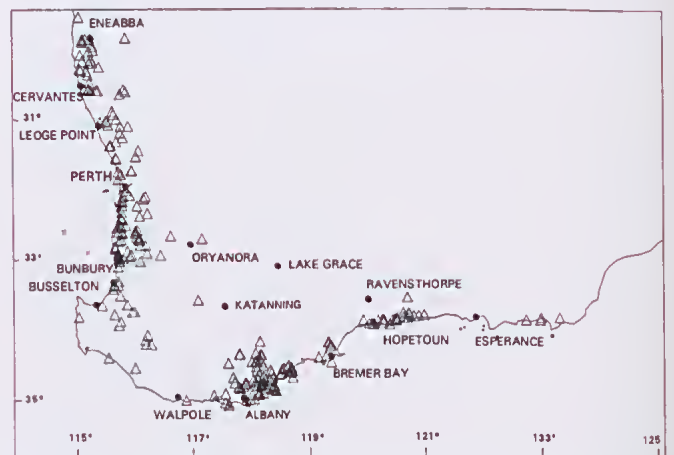 ENEABBA
CERVANTES
31°
LEOGE POINT
PERTH
ORYANORA
33°
LAKE GRACE
BUNBURY
BUSSELTON
RAVENSTHORPE
KATANNING
HOPETOUN
ESPERANCE
BREMER BAY
WALPOLE
ALBANY
35°
115°
117°
119°
121°
133°
125